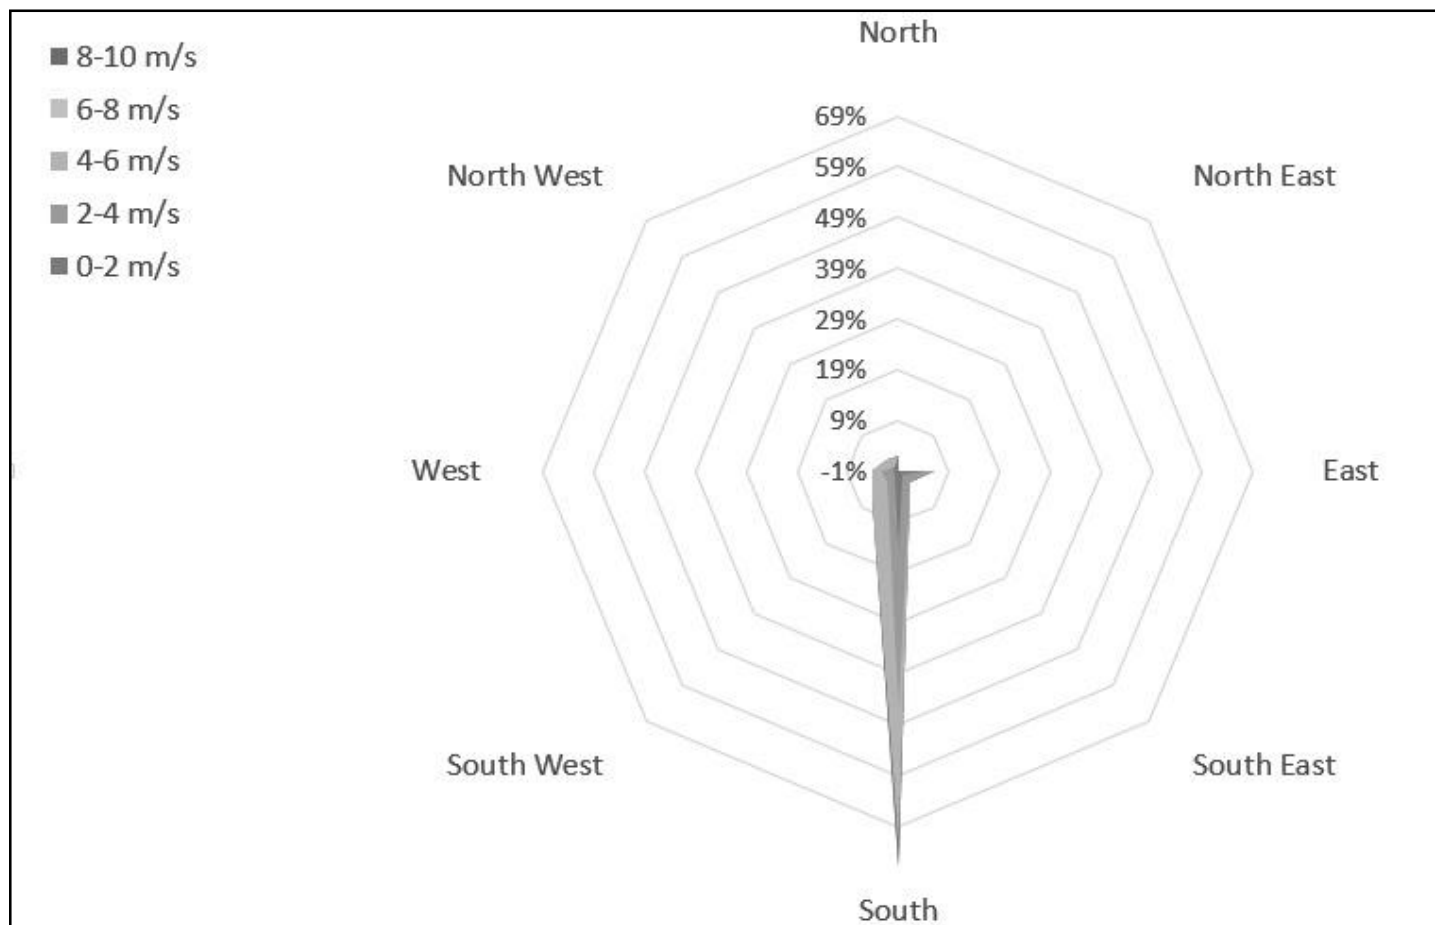 North
8-10 m/s
6-8 m/s
4-6 m/s
2-4 m/s
0-2 m/s
69%
59%
North West
North East
49%
39%
29%
19%
9%
West
-1%
East
South West
South East
South